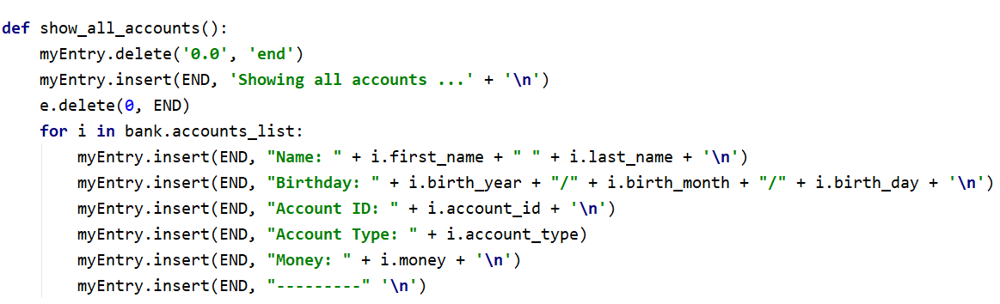 def show_all_accounts():
    myEntry.delete('0.0', 'end')
    myEntry.insert(END, 'Showing all accounts ...' + '\n')
    e.delete(0, END)
    for i in bank.accounts_list:
        myEntry.insert(END, "Name: " + i.first_name + " " + i.last_name + '\n')
        myEntry.insert(END, "Birthday: " + i.birth_year + "/" + i.birth_month + "/" + i.birth_day + '\n')
        myEntry.insert(END, "Account ID: " + i.account_id + '\n')
        myEntry.insert(END, "Account Type: " + i.account_type)
        myEntry.insert(END, "Money: " + i.money + '\n')
        myEntry.insert(END, "---------" '\n')